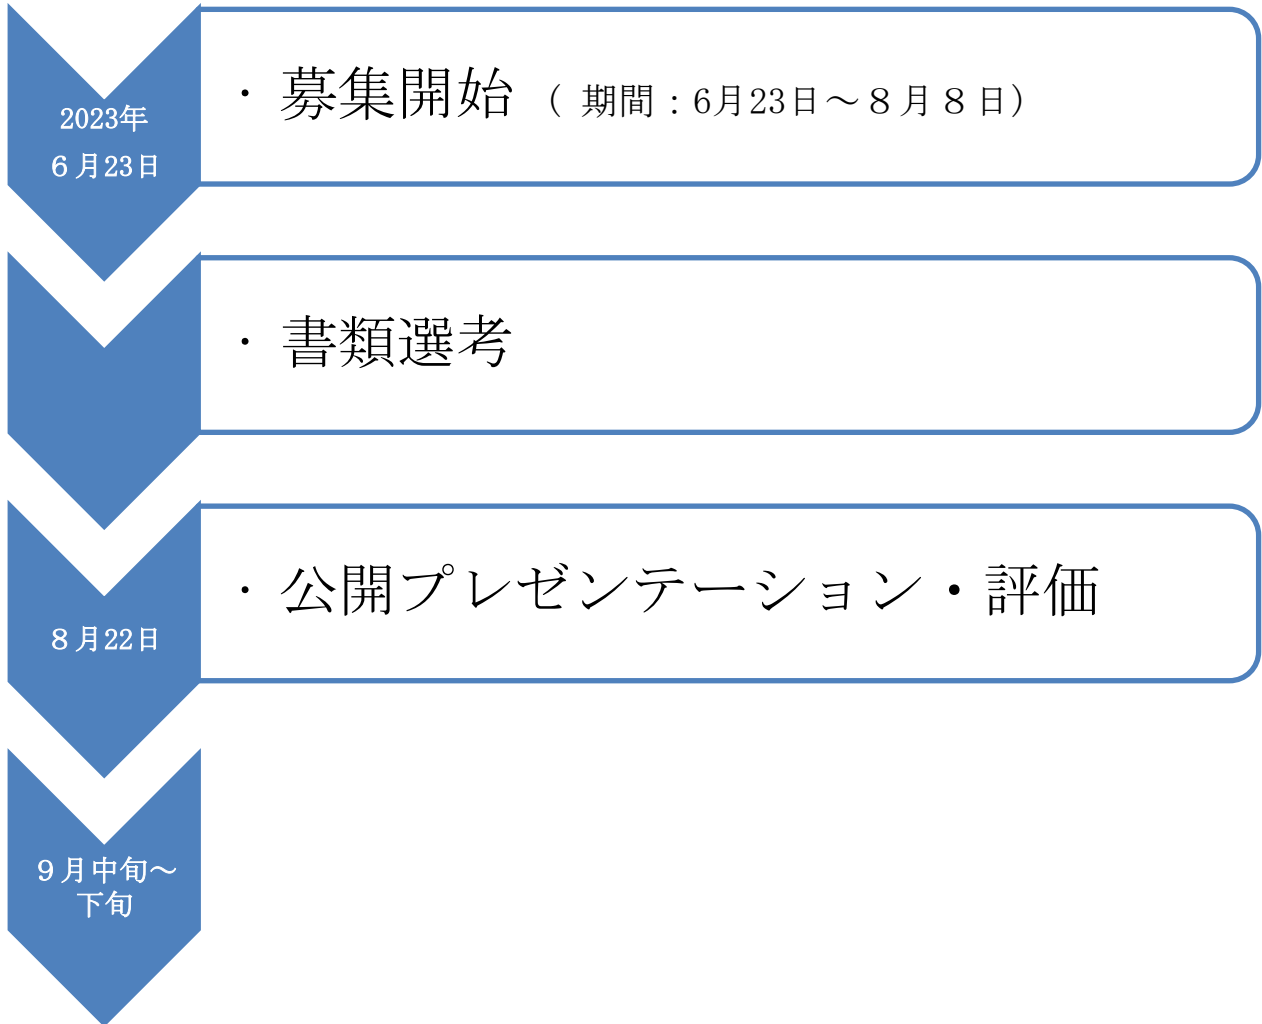 2023年
６月23日
・募集開始（ 期間：6月23日～８月８日）
・書類選考
８月22日
・公開プレゼンテーション・評価
９月中旬～
下旬